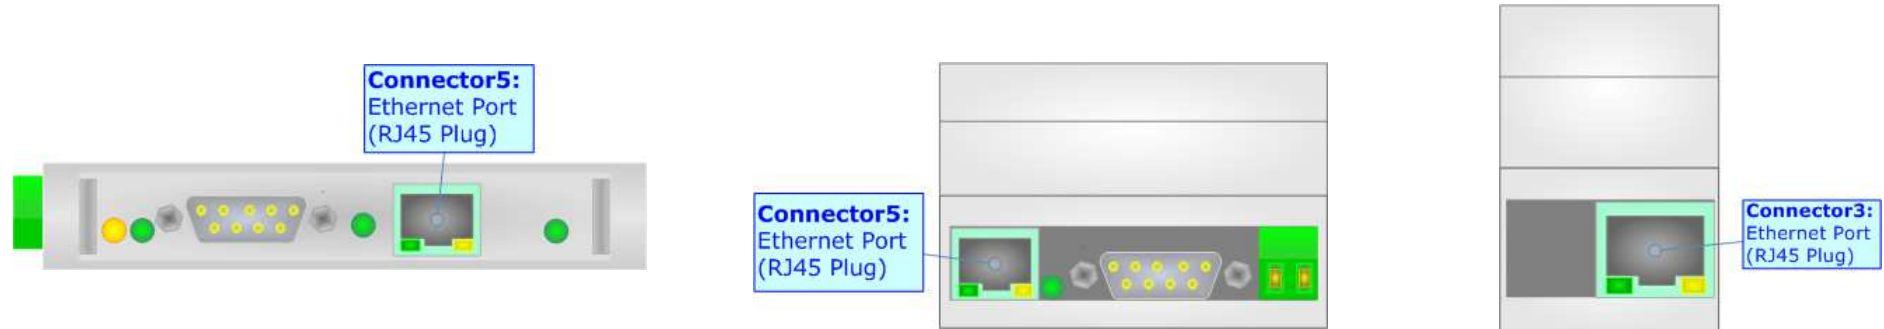 Connector5:
Ethernet Port
(RJ45 Plug)
Connector5:
Ethernet Port
(RJ45 Plug)
Connector3:
Ethernet Port
(RJ45 Plug)